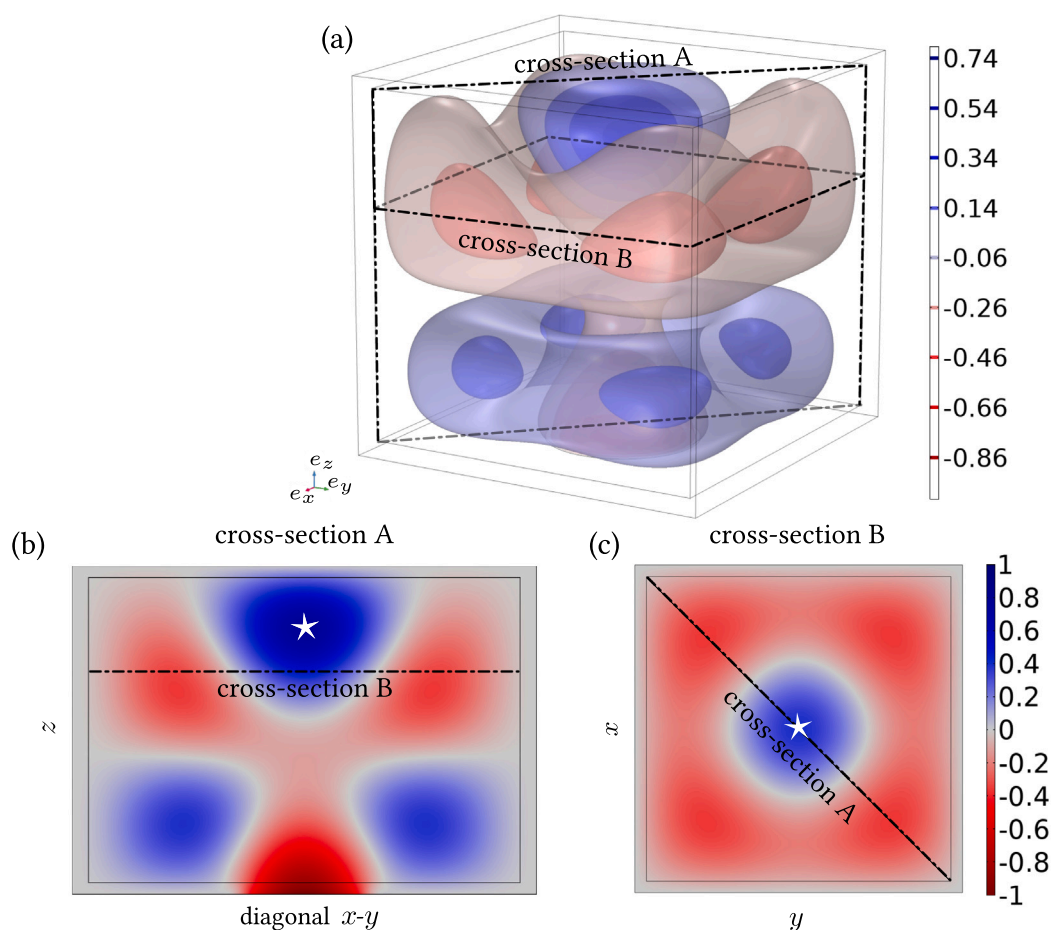 (a)
cross-section A
cross-section B
0.74
0.54
0.34
0.14
-0.06
-0.26
-0.46
-0.66
-0.86
e_z
e_x e_y
(b)
cross-section A
cross-section B
z
diagonal x-y
(c)
cross-section B
cross-section A
x
y
1
0.8
0.6
0.4
0.2
0
-0.2
-0.4
-0.6
-0.8
-1